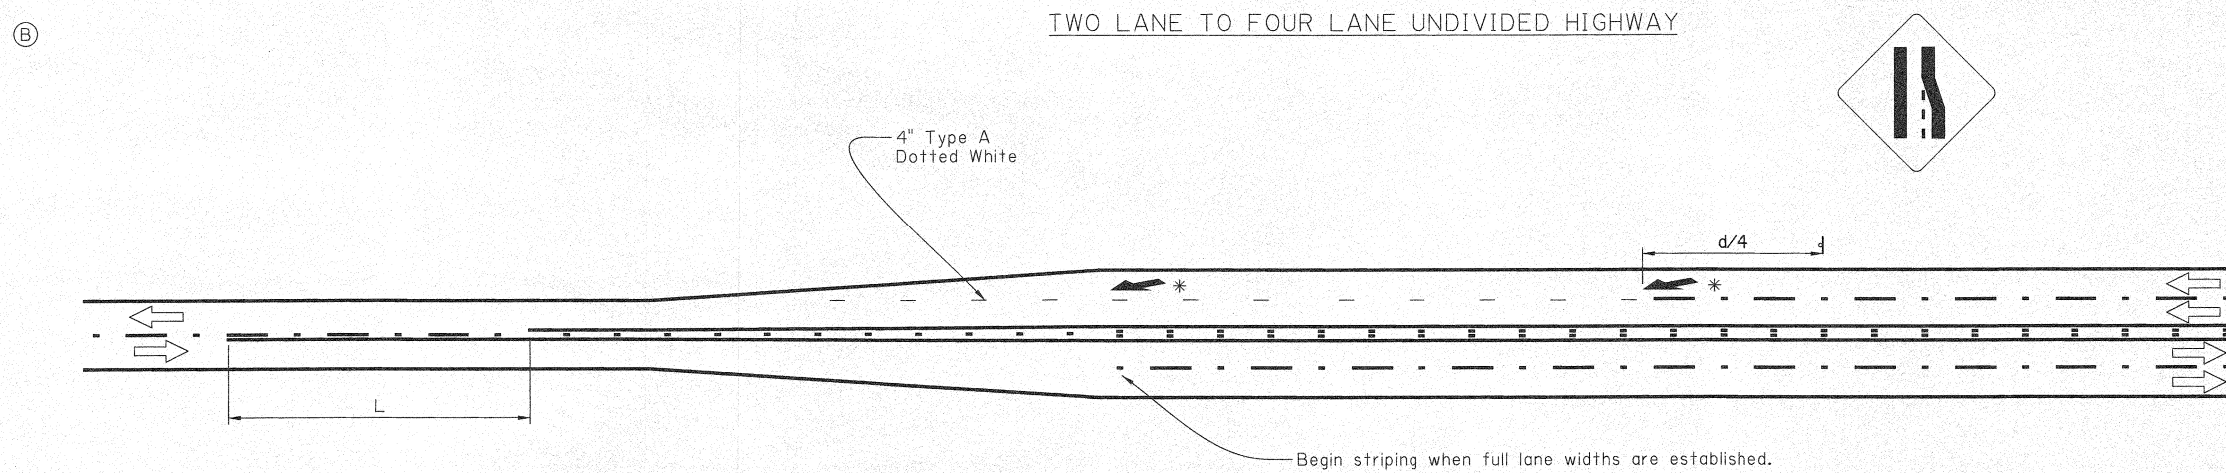 TWO LANE TO FOUR LANE UNDIVIDED HIGHWAY
B
4" Type A
Dotted White
d/4
*
*
L
Begin striping when full lane widths are established.